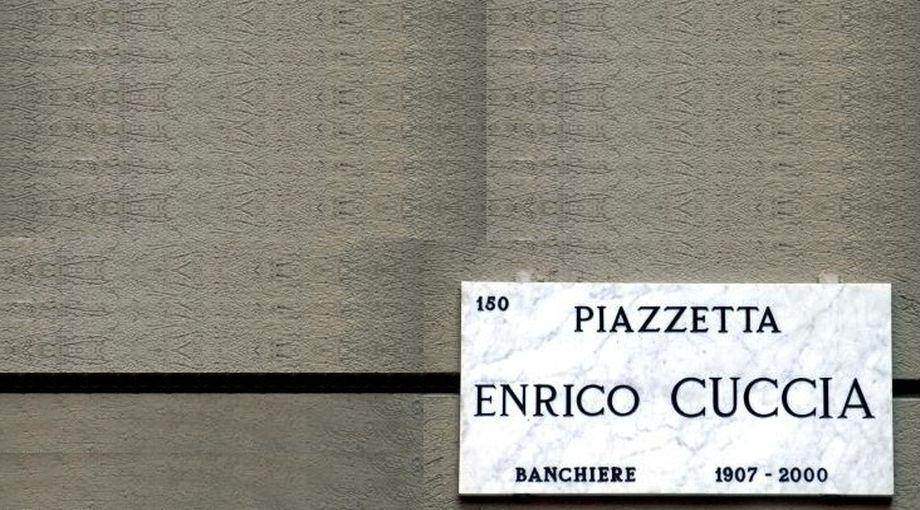 150
PIAZZETTA
ENRICO CUCCIA
BANCHIERE 1907 - 2000